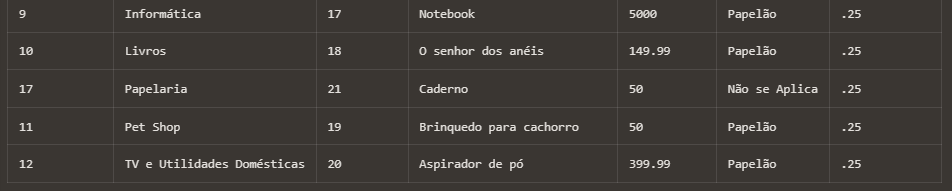 9 Informática 17 Notebook 5000 Papelão .25
10 Livros 18 O senhor dos anéis 149.99 Papelão .25
17 Papelaria 21 Caderno 50 Não se Aplica .25
11 Pet Shop 19 Brinquedo para cachorro 50 Papelão .25
12 TV e Utilidades Domésticas 20 Aspirador de pó 399.99 Papelão .25